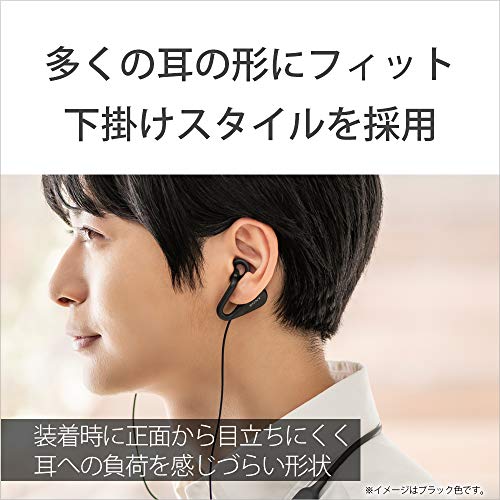 多くの耳の形にフィット
下掛けスタイルを採用
装着時に正面から目立ちにくく
耳への負荷を感じづらい形状
※イメージはブラック色です。